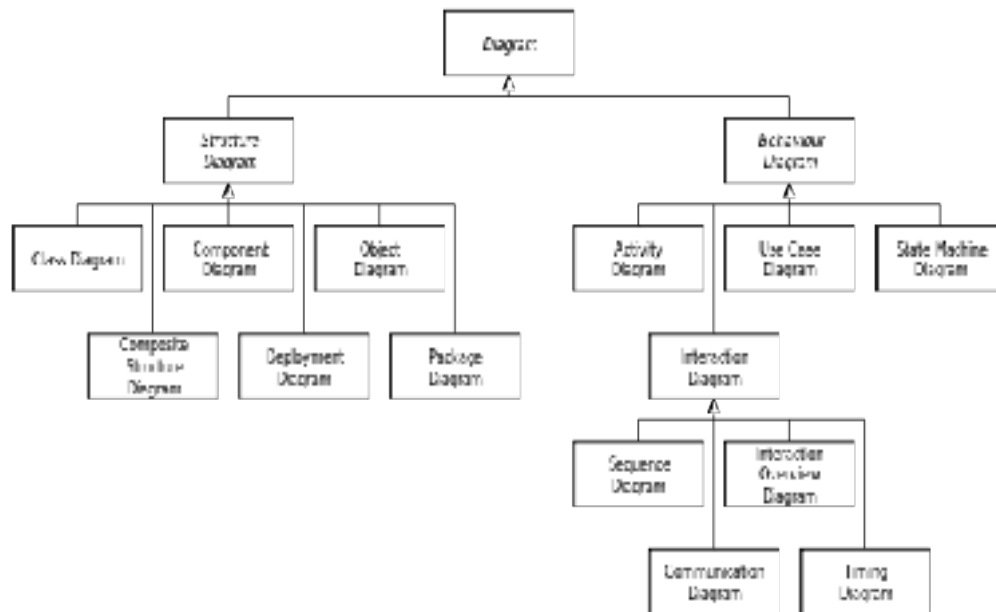 Diagram
Structure
Diagram
Behaviour
Diagram
Class Diagram
Component
Diagram
Object
Diagram
Activity
Diagram
Use Case
Diagram
State Machine
Diagram
Composite
Structure
Diagram
Deployment
Diagram
Package
Diagram
Interaction
Diagram
Sequence
Diagram
Interaction
Overview
Diagram
Communication
Diagram
Timing
Diagram